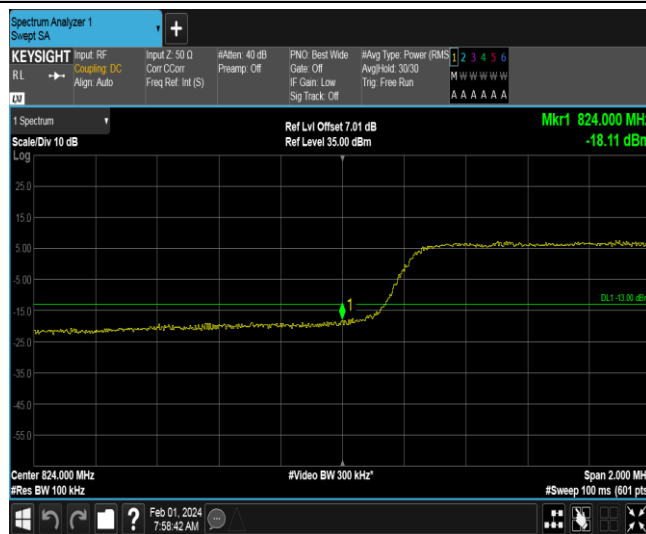 Spectrum Analyzer 1
Swept SA
+
KEYSIGHT
RL
Input: RF
Coupling: DC
Align: Auto
Input Z: 50 Ω
Corr CCorr
Freq Ref: Int (S)
#Atten: 40 dB
Preamp: Off
PNO: Best Wide
Gate: Off
IF Gain: Low
Sig Track: Off
#Avg Type: Power (RMS
Avg|Hold: 30/30
Trig: Free Run
1 2 3 4 5 6
M W W W W W
A A A A A A
LXI
1 Spectrum
Scale/Div 10 dB
Log
Ref Lvl Offset 7.01 dB
Ref Level 35.00 dBm
Mkr1 824.000 MHz
-18.11 dBm
25.0
15.0
5.00
-5.00
-15.0
-25.0
-35.0
-45.0
-55.0
1
DL1 -13.00 dBm
Center 824.000 MHz
#Res BW 100 kHz
#Video BW 300 kHz*
Span 2.000 MHz
#Sweep 100 ms (601 pts
?
Feb 01, 2024
7:58:42 AM